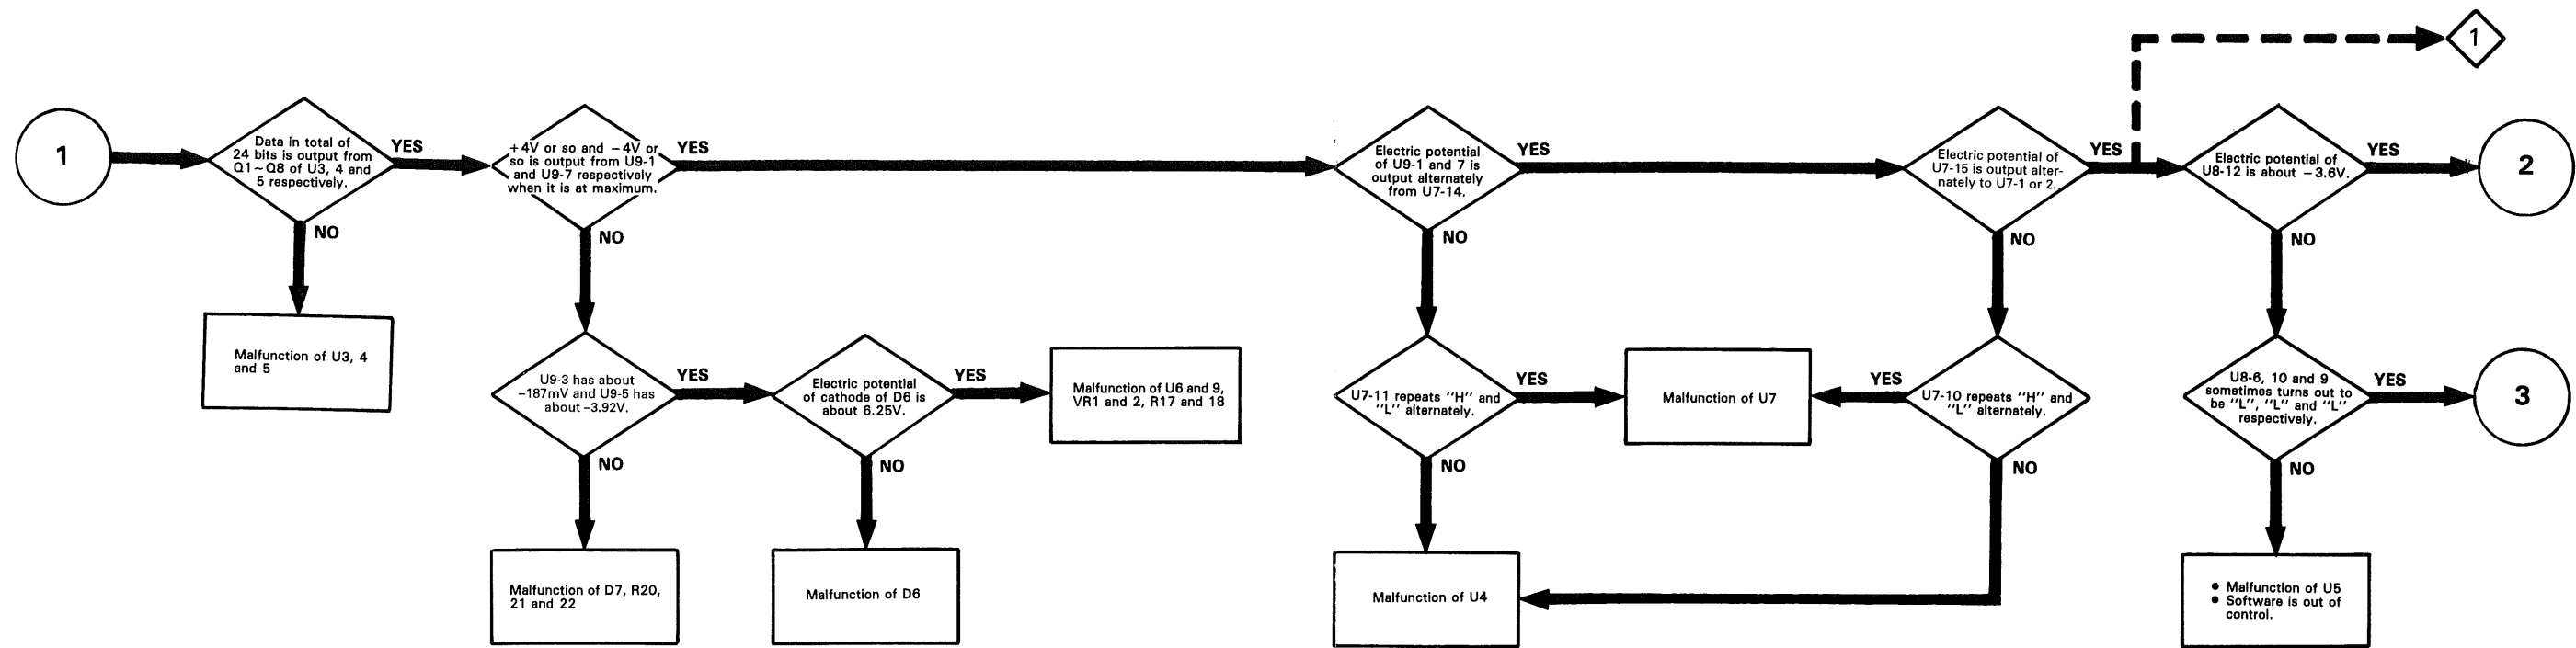 1
1
Data in total of
24 bits is output from
Q1~Q8 of U3, 4 and
5 respectively.
YES
NO
+4V or so and −4V or
so is output from U9-1
and U9-7 respectively
when it is at maximum.
YES
NO
Electric potential
of U9-1 and 7 is
output alternately
from U7-14.
YES
NO
Electric potential of
U7-15 is output alter-
nately to U7-1 or 2.
YES
NO
Electric potential of
U8-12 is about −3.6V.
YES
NO
2
Malfunction of U3, 4
and 5
U9-3 has about
−187mV and U9-5 has
about −3.92V.
YES
NO
Electric potential
of cathode of D6 is
about 6.25V.
YES
NO
Malfunction of U6 and 9,
VR1 and 2, R17 and 18
U7-11 repeats "H" and
"L" alternately.
YES
NO
Malfunction of U7
YES
U7-10 repeats "H" and
"L" alternately.
NO
U8-6, 10 and 9
sometimes turns out to
be "L", "L" and "L"
respectively.
YES
NO
3
Malfunction of D7, R20,
21 and 22
Malfunction of D6
Malfunction of U4
● Malfunction of U5
● Software is out of
control.